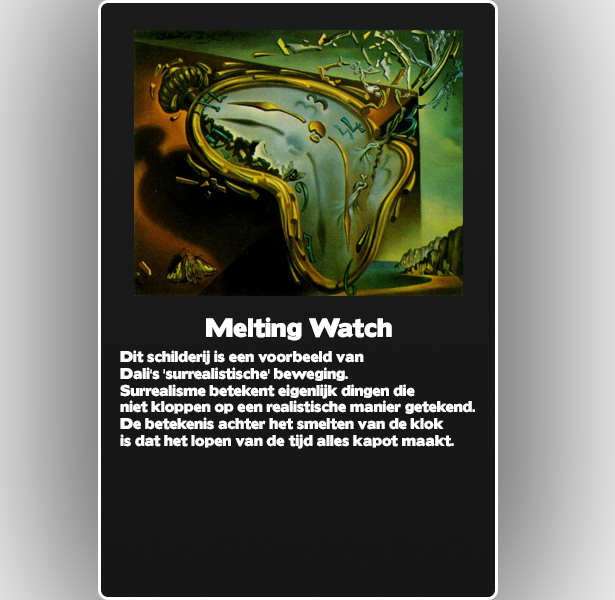 Melting Watch
Dit schilderij is een voorbeeld van
Dali's 'surrealistische' beweging.
Surrealisme betekent eigenlijk dingen die
niet kloppen op een realistische manier getekend.
De betekenis achter het smelten van de klok
is dat het lopen van de tijd alles kapot maakt.